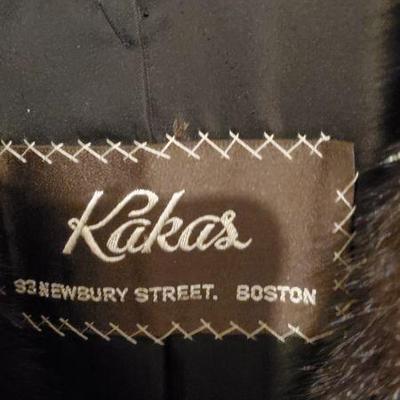 Kakas
93 NEWBURY STREET. BOSTON